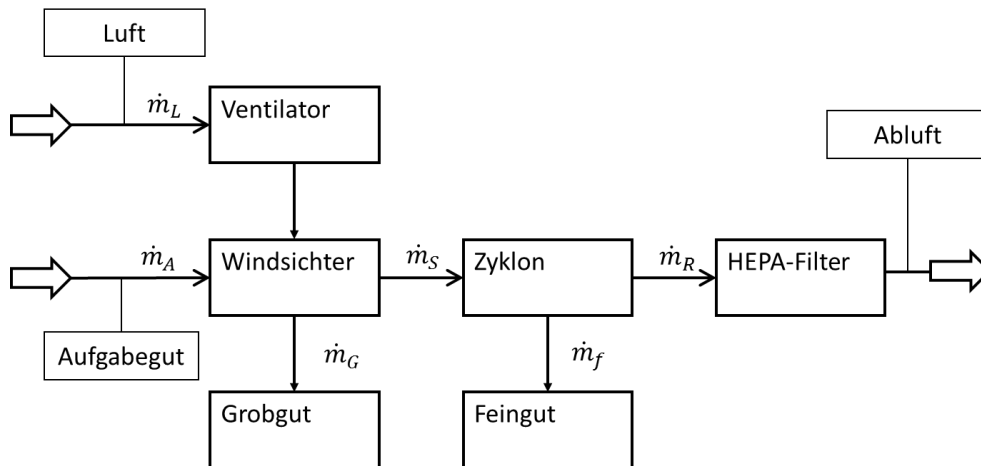 Luft
ṁ_L
Ventilator
Abluft
ṁ_A
Windsichter
ṁ_S
Zyklon
ṁ_R
HEPA-Filter
Aufgabegut
ṁ_G
ṁ_f
Grobgut
Feingut